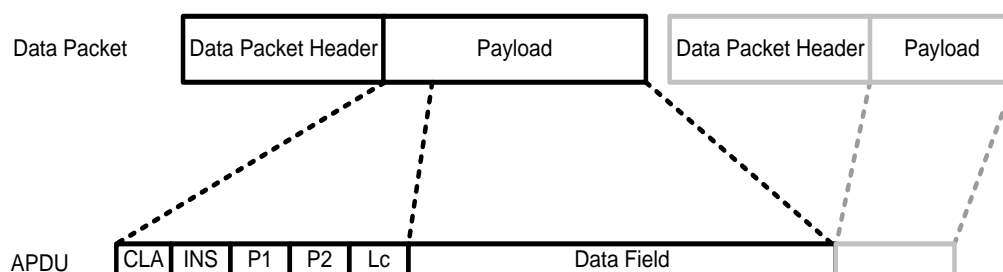 Data Packet Data Packet Header Payload Data Packet Header Payload
APDU CLA INS P1 P2 Lc Data Field